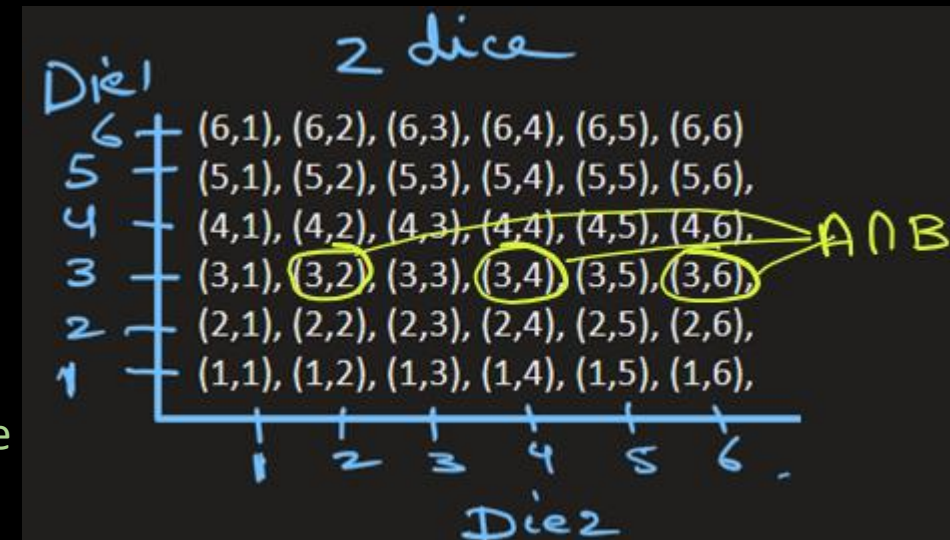 2 dice
Die1
6 (6,1), (6,2), (6,3), (6,4), (6,5), (6,6)
5 (5,1), (5,2), (5,3), (5,4), (5,5), (5,6),
4 (4,1), (4,2), (4,3), (4,4), (4,5), (4,6),
A∩B
3 (3,1), (3,2), (3,3), (3,4), (3,5), (3,6),
2 (2,1), (2,2), (2,3), (2,4), (2,5), (2,6),
1 (1,1), (1,2), (1,3), (1,4), (1,5), (1,6),
e
1 2 3 4 5 6 .
Die2